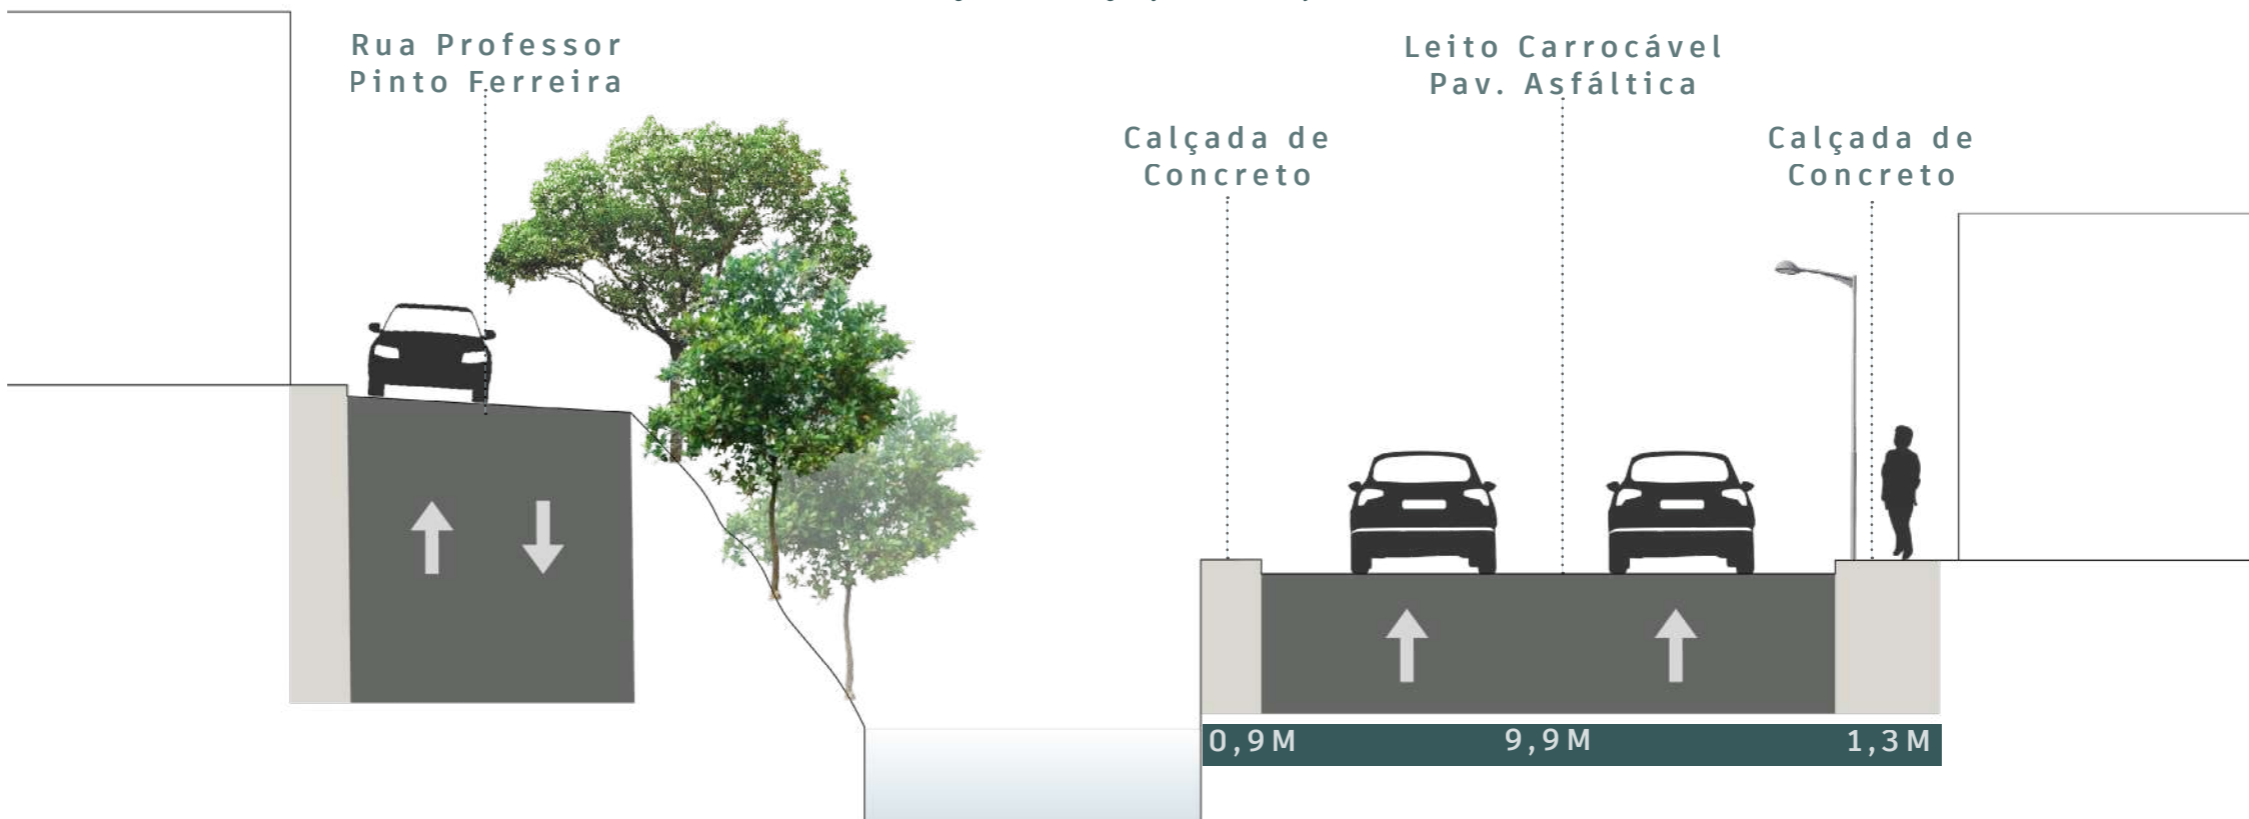 Rua Professor
Pinto Ferreira
Leito Carrocável
Pav. Asfáltica
Calçada de
Concreto
Calçada de
Concreto
0,9M
9,9M
1,3M